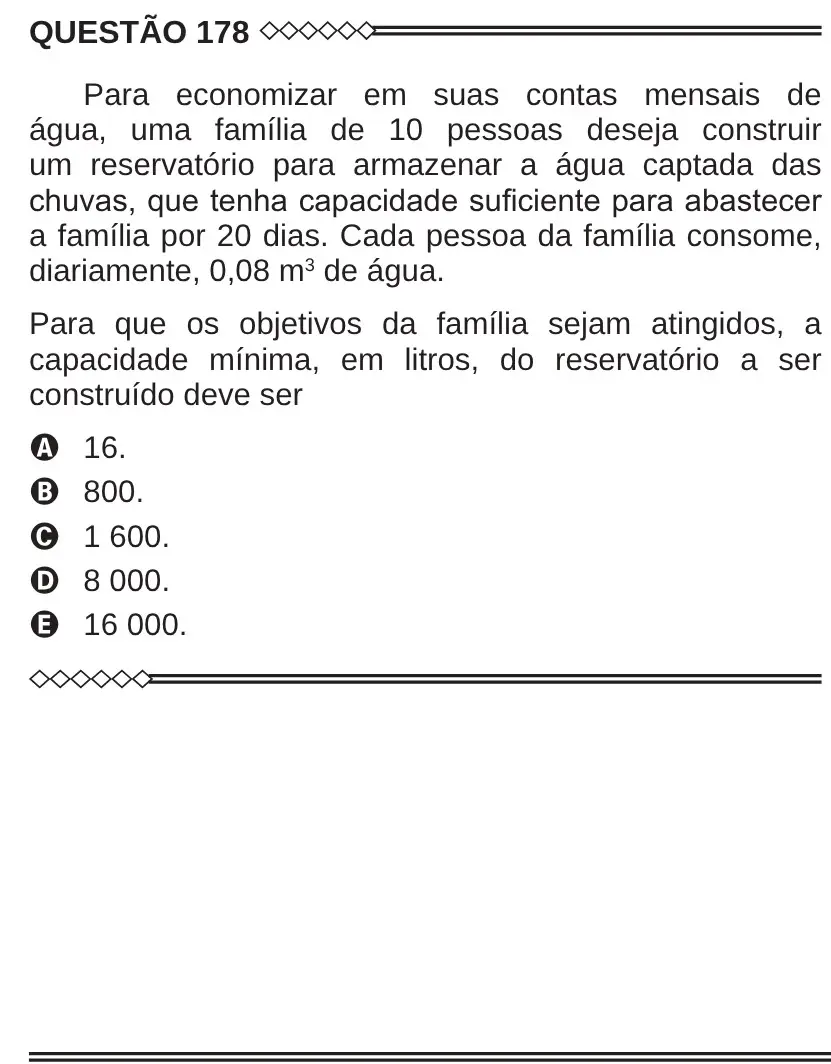 QUESTÃO 178
Para economizar em suas contas mensais de
água, uma família de 10 pessoas deseja construir
um reservatório para armazenar a água captada das
chuvas, que tenha capacidade suficiente para abastecer
a família por 20 dias. Cada pessoa da família consome,
diariamente, 0,08 m³ de água.
Para que os objetivos da família sejam atingidos, a
capacidade mínima, em litros, do reservatório a ser
construído deve ser
A 16.
B 800.
C 1 600.
D 8 000.
E 16 000.